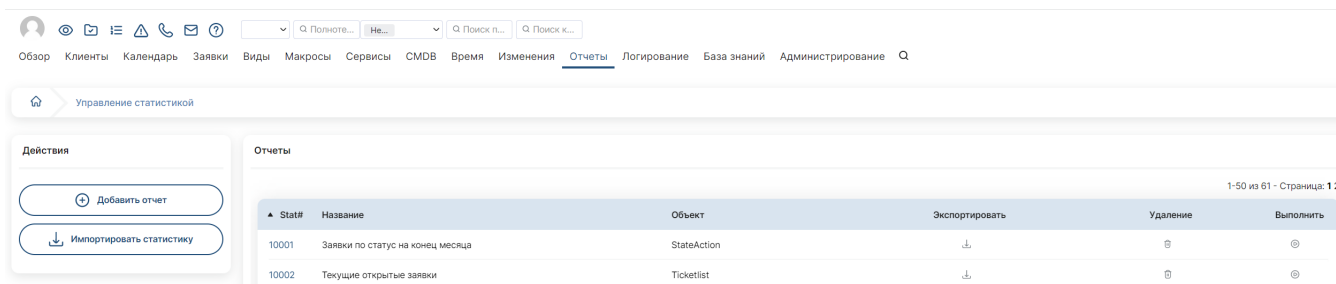 Полноте... Не... Поиск п... Поиск к...
Обзор Клиенты Календарь Заявки Виды Макросы Сервисы CMDB Время Изменения Отчеты Логирование База знаний Администрирование
Управление статистикой
Действия
Отчеты
Добавить отчет
Импортировать статистику
1-50 из 61 - Страница: 1
Stat# Название Объект Экспортировать Удаление Выполнить
10001 Заявки по статус на конец месяца StateAction
10002 Текущие открытые заявки Ticketlist